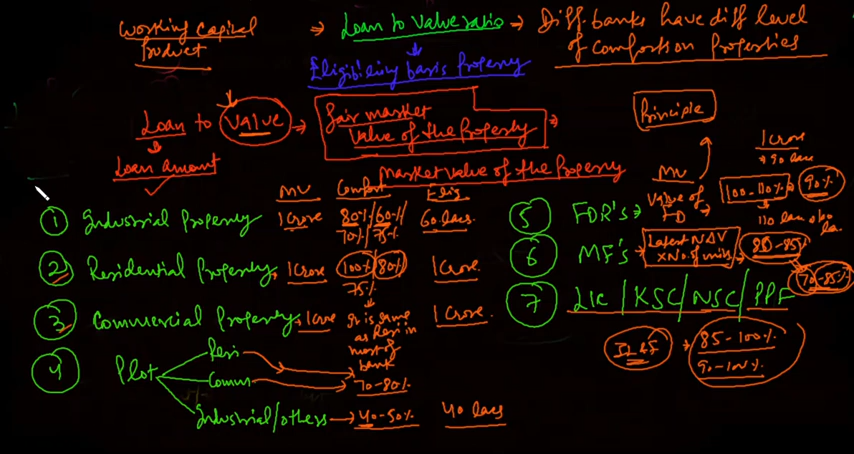 Working Capital Product → Loan to Value ratio → Diff. banks have diff level of comfort on properties
Eligibility basis Property
Loan to Value → fair market value of the Property →
Loan amount
Market value of the Property
Principle
1 Crore
→ 90 lacs
MV Comfort Elig
① Industrial Property 1 Crore 80%/60% 60 lacs.
70%/75%
② Residential Property → 1 Crore 100%/80% 1 Crore.
75%
③ Commercial Property → 1 Crore It is same as Resi in most of bank 1 Crore.
④ Plot
Resi
Comm 70-80%
Industrial/others → 40-50% 40 lacs
MV
⑤ FDR's → Value of FD → 100-110% 90%
110 lac
⑥ MF's → Latest NAV x No. of units 85-95%
70-85%
⑦ LIC / KSC / NSC / PPF
→ 85-100%
90-100%